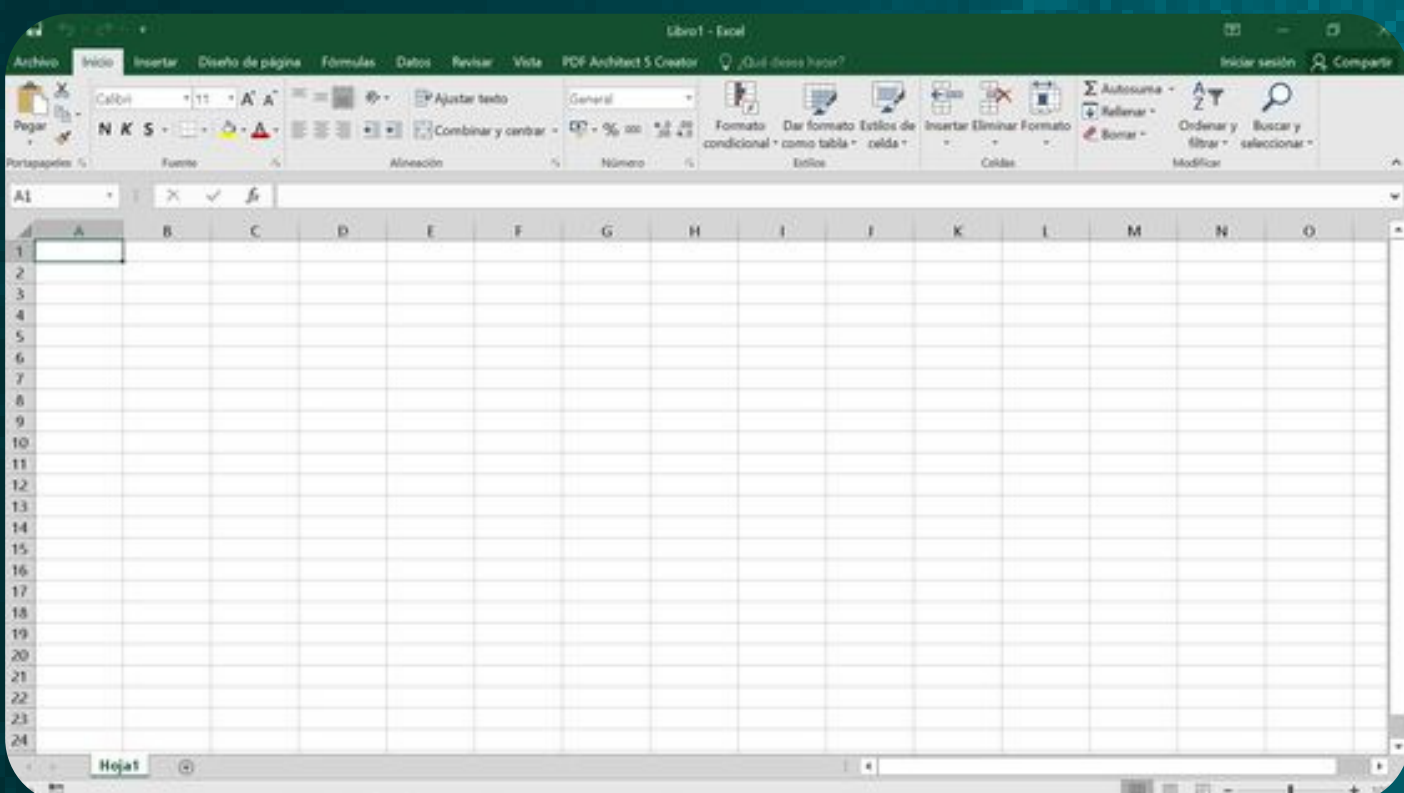 Libro1 - Excel
Archivo Inicio Insertar Diseño de página Fórmulas Datos Revisar Vista PDF Architect 5 Creator ¿Qué desea hacer? Iniciar sesión Compartir
Pegar
Calibri 11 A A
Ajustar texto
General
N K S A
Combinar y centrar
% 000
Formato condicional
Dar formato como tabla
Estilos de celda
Insertar Eliminar Formato
Autosuma
Rellenar
Borrar
Ordenar y filtrar
Buscar y seleccionar
Portapapeles Fuente Alineación Número Estilos Celdas Modificar
A1 fx
A B C D E F G H I J K L M N O
1
2
3
4
5
6
7
8
9
10
11
12
13
14
15
16
17
18
19
20
21
22
23
24
Hoja1